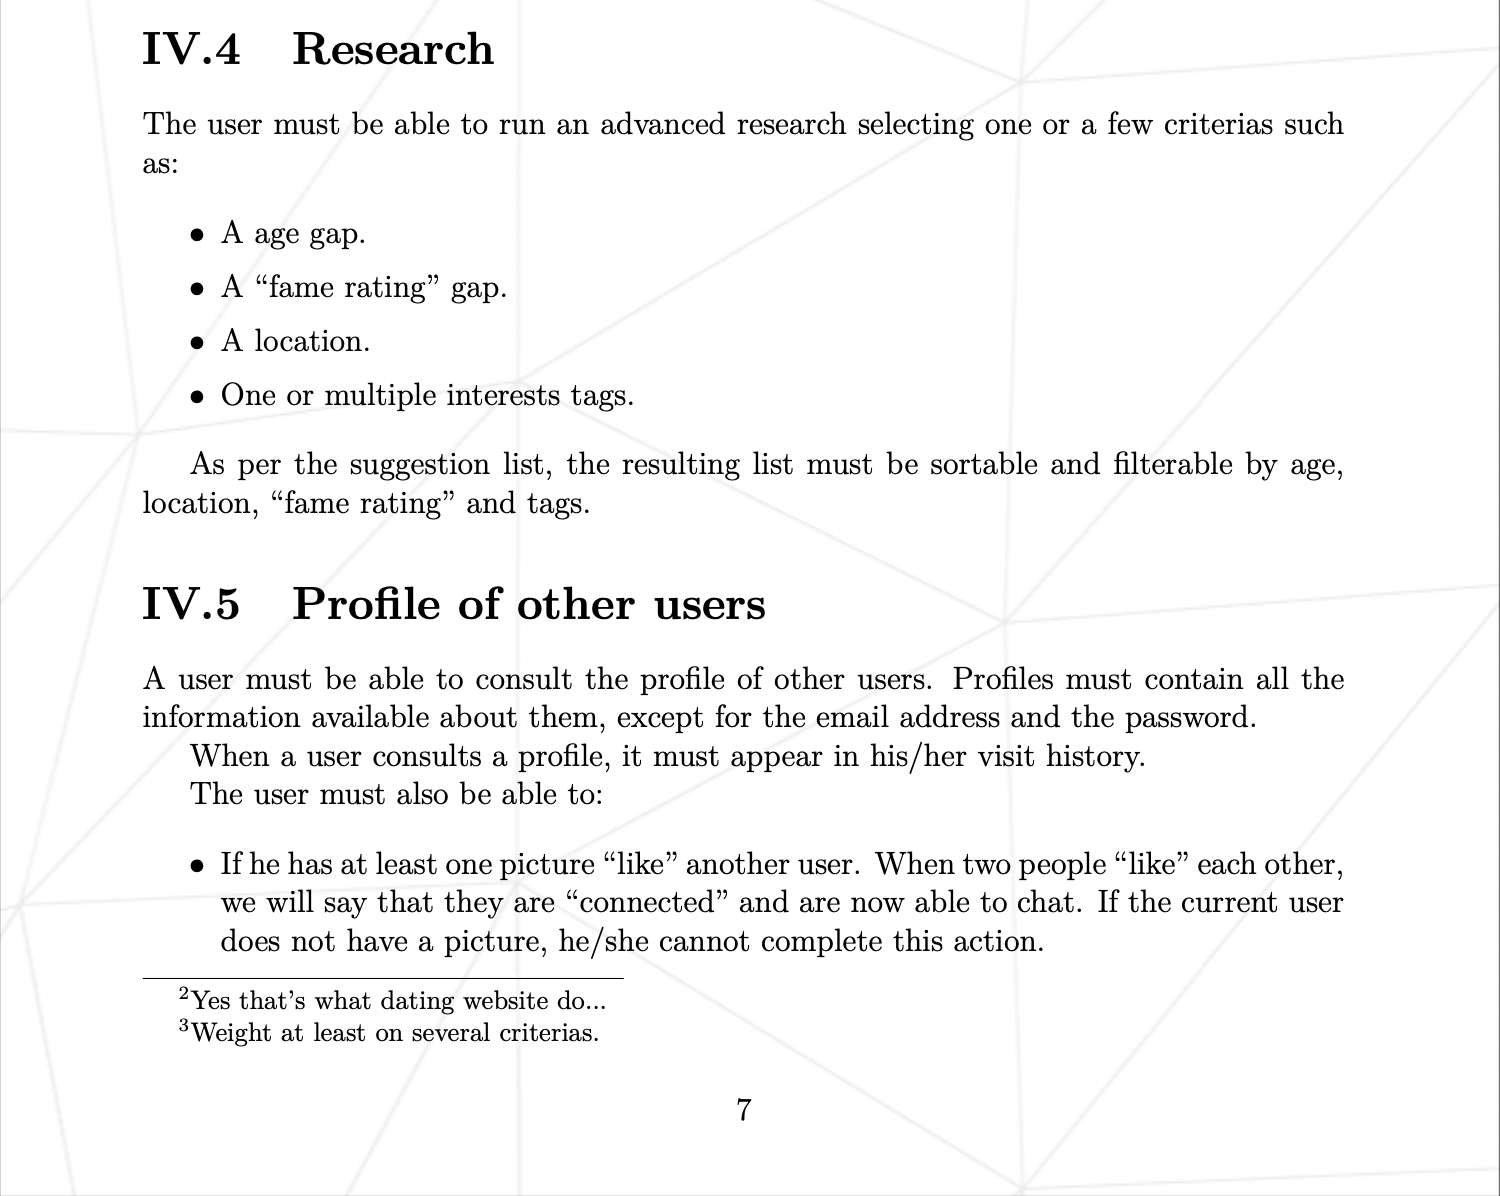 IV.4 Research
The user must be able to run an advanced research selecting one or a few criterias such
as:
• A age gap.
• A “fame rating” gap.
• A location.
• One or multiple interests tags.
As per the suggestion list, the resulting list must be sortable and filterable by age,
location, “fame rating” and tags.
IV.5 Profile of other users
A user must be able to consult the profile of other users. Profiles must contain all the
information available about them, except for the email address and the password.
When a user consults a profile, it must appear in his/her visit history.
The user must also be able to:
• If he has at least one picture “like” another user. When two people “like” each other,
we will say that they are “connected” and are now able to chat. If the current user
does not have a picture, he/she cannot complete this action.
²Yes that’s what dating website do...
³Weight at least on several criterias.
7